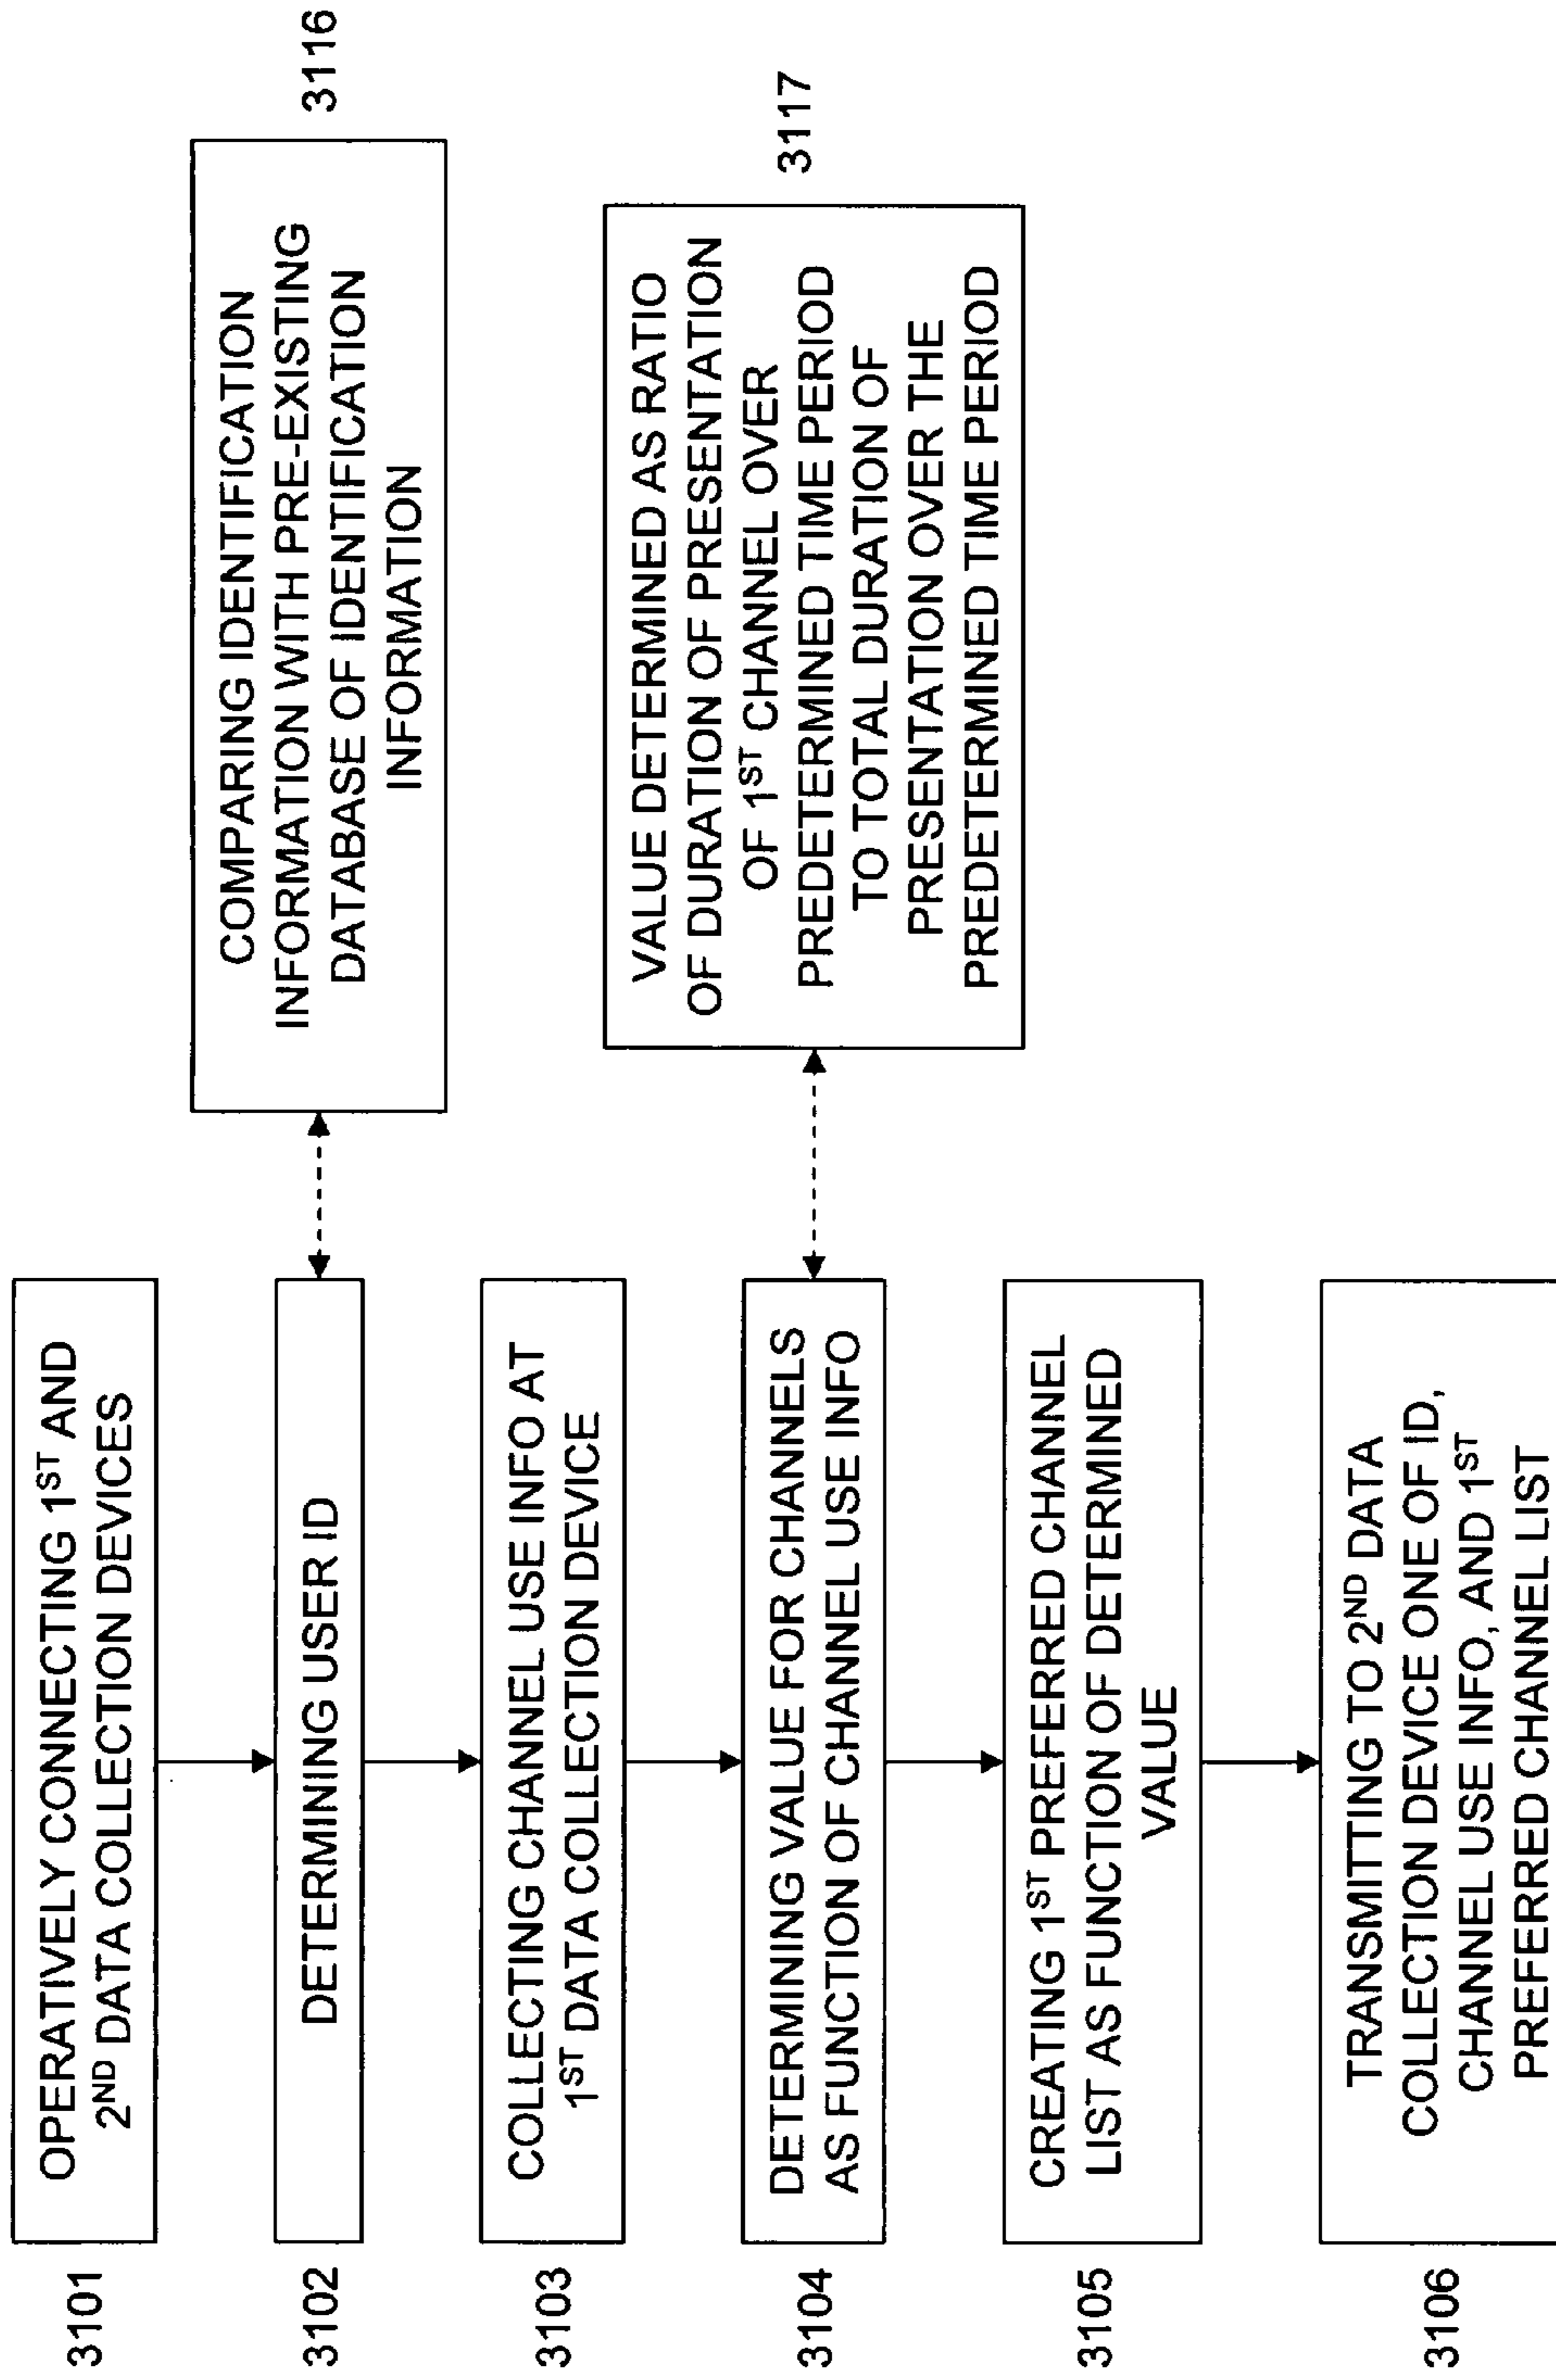 3101
OPERATIVELY CONNECTING 1ST AND
2ND DATA COLLECTION DEVICES
3102
DETERMINING USER ID
COMPARING IDENTIFICATION
INFORMATION WITH PRE-EXISTING
DATABASE OF IDENTIFICATION
INFORMATION
3116
3103
COLLECTING CHANNEL USE INFO AT
1ST DATA COLLECTION DEVICE
3104
DETERMINING VALUE FOR CHANNELS
AS FUNCTION OF CHANNEL USE INFO
VALUE DETERMINED AS RATIO
OF DURATION OF PRESENTATION
OF 1ST CHANNEL OVER
PREDETERMINED TIME PERIOD
TO TOTAL DURATION OF
PRESENTATION OVER THE
PREDETERMINED TIME PERIOD
3117
3105
CREATING 1ST PREFERRED CHANNEL
LIST AS FUNCTION OF DETERMINED
VALUE
3106
TRANSMITTING TO 2ND DATA
COLLECTION DEVICE ONE OF ID,
CHANNEL USE INFO, AND 1ST
PREFERRED CHANNEL LIST